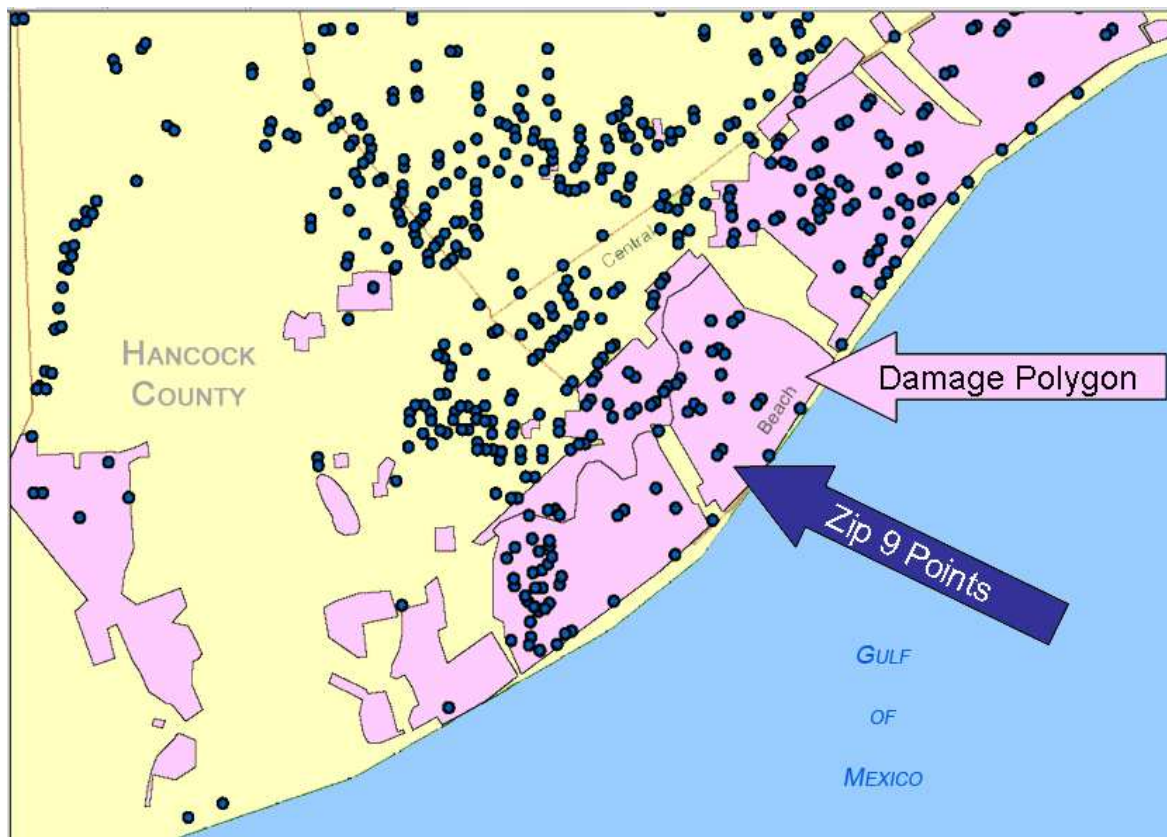 Central
HANCOCK
COUNTY
Damage Polygon
Beach
Zip 9 Points
GULF
OF
MEXICO